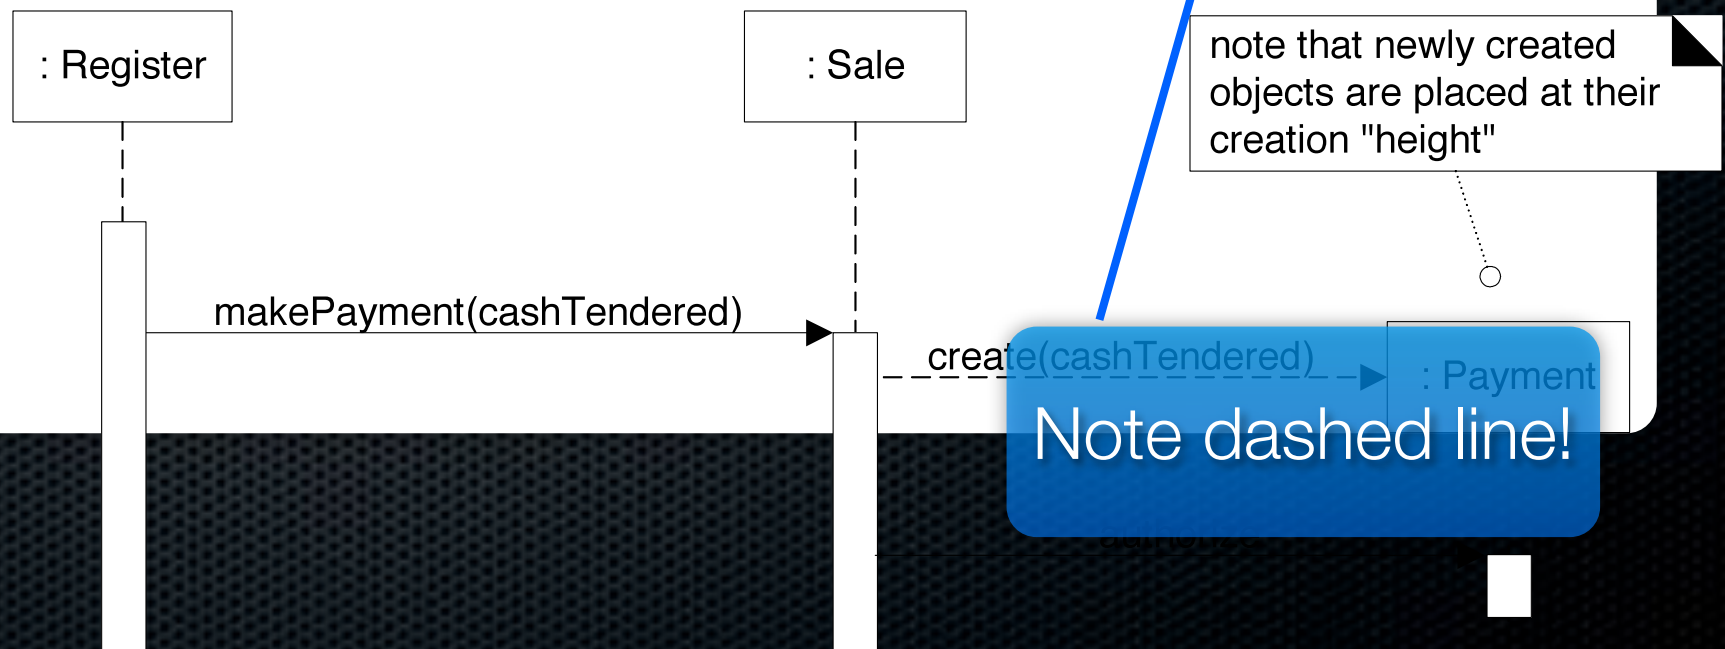 : Register
: Sale
note that newly created
objects are placed at their
creation "height"
makePayment(cashTendered)
create(cashTendered)
: Payment
Note dashed line!